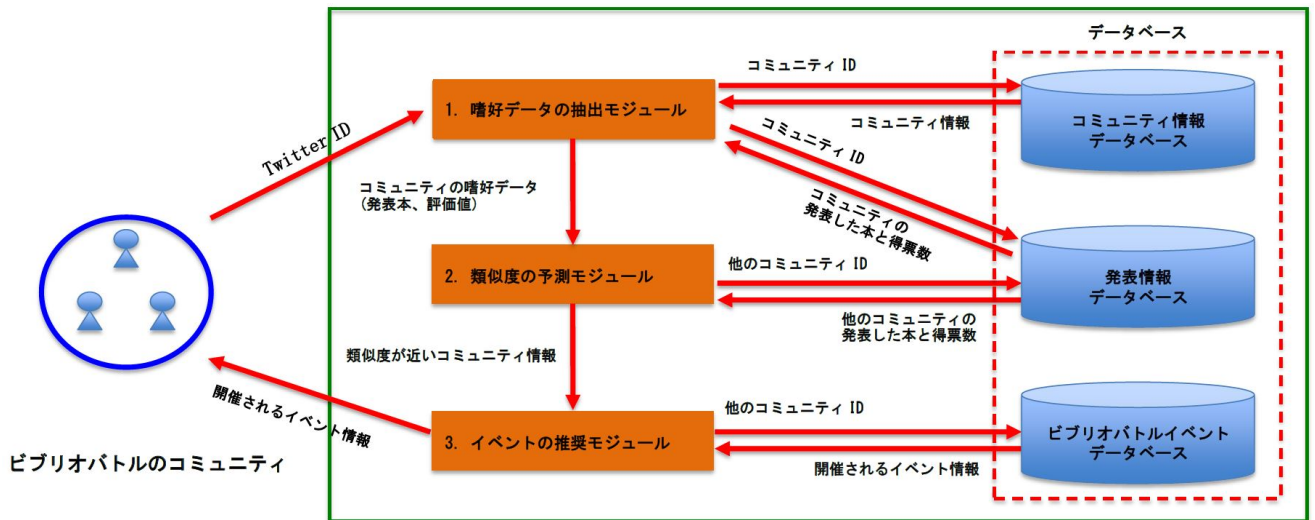 データベース
コミュニティ ID
1. 嗜好データの抽出モジュール
コミュニティ情報
コミュニティ情報
データベース
Twitter ID
コミュニティ ID
コミュニティの嗜好データ
(発表本、評価値)
コミュニティの
発表した本と得票数
2. 類似度の予測モジュール
他のコミュニティ ID
発表情報
データベース
他のコミュニティの
発表した本と得票数
類似度が近いコミュニティ情報
開催されるイベント情報
他のコミュニティ ID
3. イベントの推奨モジュール
ビブリオバトルイベント
データベース
開催されるイベント情報
ビブリオバトルのコミュニティ